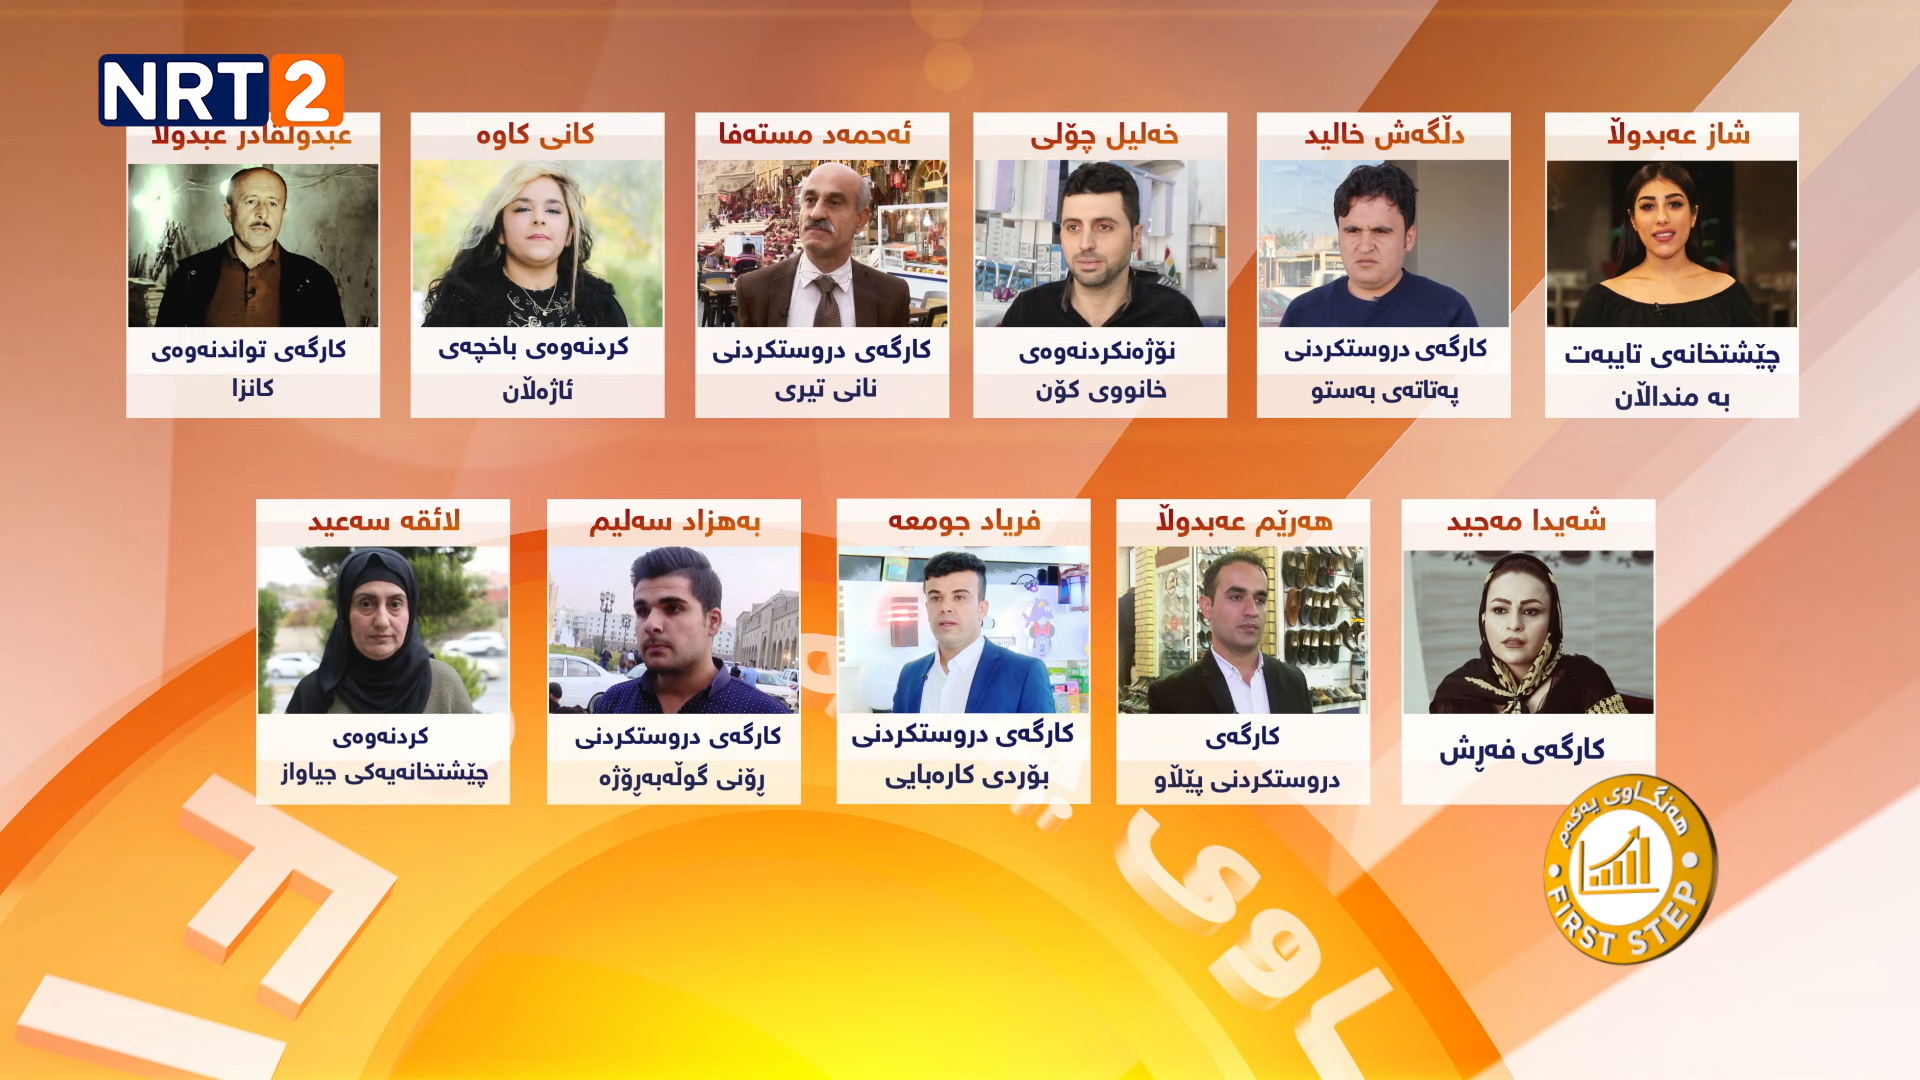 NRT2
شاز عەبدوڵا
چێشتخانەی تایبەت
بە منداڵان
دڵگەش خالید
کارگەی دروستکردنی
پەتاتەی بەستو
خەلیل چۆلی
نۆژەنکردنەوەی
خانووی کۆن
ئەحمەد مستەفا
کارگەی دروستکردنی
نانی تیری
کانی کاوە
کردنەوەی باخچەی
ئاژەڵان
عبدولقادر عبدوڵا
کارگەی تواندنەوەی
کانزا
شەیدا مەجید
کارگەی فەڕش
هەرێم عەبدوڵا
کارگەی
دروستکردنی پێڵاو
فریاد جومعە
کارگەی دروستکردنی
بۆردی کارەبایی
بەهزاد سەلیم
کارگەی دروستکردنی
ڕۆنی گوڵەبەڕۆژە
لائقە سەعید
کردنەوەی
چێشتخانەیەکی جیاواز
هەنگاوی یەکەم
FIRST STEP